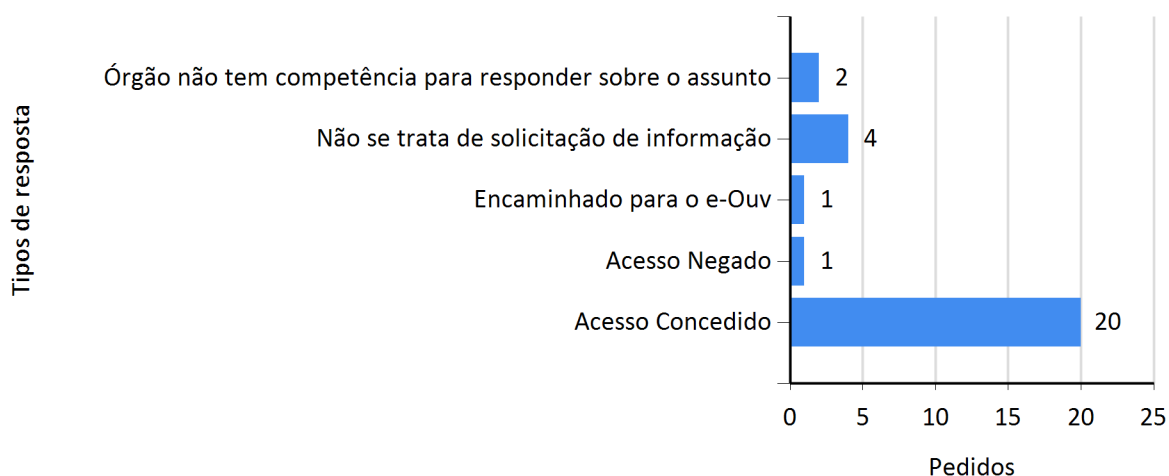 Tipos de resposta
Órgão não tem competência para responder sobre o assunto
2
Não se trata de solicitação de informação
4
Encaminhado para o e-Ouv
1
Acesso Negado
1
Acesso Concedido
20
0 5 10 15 20 25
Pedidos